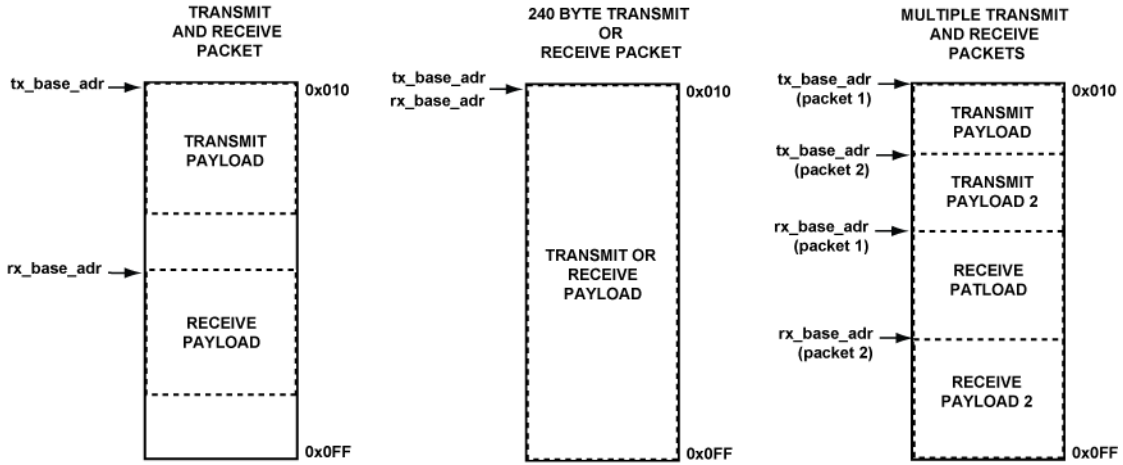 TRANSMIT
AND RECEIVE
PACKET
tx_base_adr
0x010
TRANSMIT
PAYLOAD
rx_base_adr
RECEIVE
PAYLOAD
0x0FF
240 BYTE TRANSMIT
OR
RECEIVE PACKET
tx_base_adr
rx_base_adr
0x010
TRANSMIT OR
RECEIVE
PAYLOAD
0x0FF
MULTIPLE TRANSMIT
AND RECEIVE
PACKETS
tx_base_adr
(packet 1)
0x010
TRANSMIT
PAYLOAD
tx_base_adr
(packet 2)
TRANSMIT
PAYLOAD 2
rx_base_adr
(packet 1)
RECEIVE
PATLOAD
rx_base_adr
(packet 2)
RECEIVE
PAYLOAD 2
0x0FF